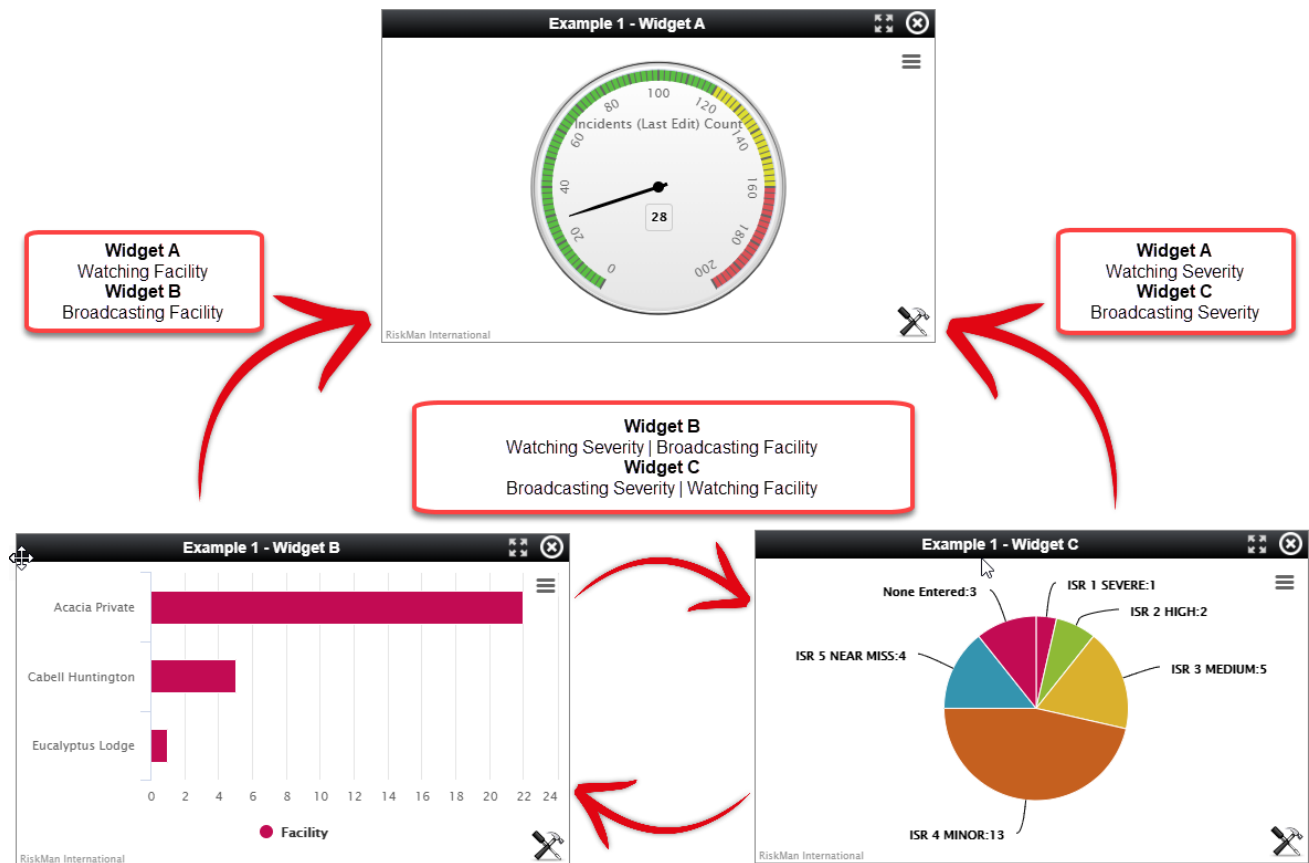 Example 1 - Widget A
100
80
120
Incidents (Last Edit) Count
60
140
40
160
28
20
180
0
200
RiskMan International
Widget A
Watching Facility
Widget B
Broadcasting Facility
Widget A
Watching Severity
Widget C
Broadcasting Severity
Widget B
Watching Severity | Broadcasting Facility
Widget C
Broadcasting Severity | Watching Facility
Example 1 - Widget B
Acacia Private
Cabell Huntington
Eucalyptus Lodge
0 2 4 6 8 10 12 14 16 18 20 22 24
Facility
RiskMan International
Example 1 - Widget C
None Entered:3
ISR 1 SEVERE:1
ISR 2 HIGH:2
ISR 5 NEAR MISS:4
ISR 3 MEDIUM:5
ISR 4 MINOR:13
RiskMan International